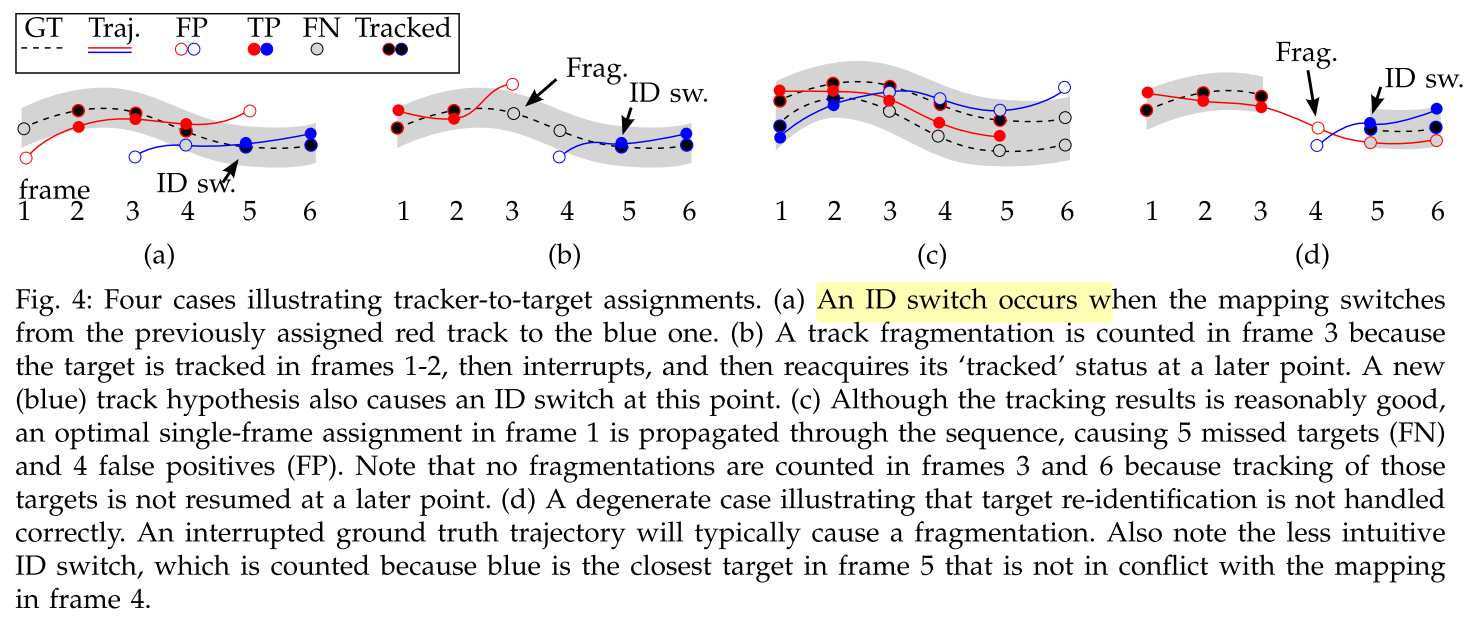 GT Traj. FP TP FN Tracked
Frag.
ID sw.
ID sw.
frame
1 2 3 4 5 6
(a)
1 2 3 4 5 6
(b)
1 2 3 4 5 6
(c)
Frag.
ID sw.
1 2 3 4 5 6
(d)
Fig. 4: Four cases illustrating tracker-to-target assignments. (a) An ID switch occurs when the mapping switches
from the previously assigned red track to the blue one. (b) A track fragmentation is counted in frame 3 because
the target is tracked in frames 1-2, then interrupts, and then reacquires its ‘tracked’ status at a later point. A new
(blue) track hypothesis also causes an ID switch at this point. (c) Although the tracking results is reasonably good,
an optimal single-frame assignment in frame 1 is propagated through the sequence, causing 5 missed targets (FN)
and 4 false positives (FP). Note that no fragmentations are counted in frames 3 and 6 because tracking of those
targets is not resumed at a later point. (d) A degenerate case illustrating that target re-identification is not handled
correctly. An interrupted ground truth trajectory will typically cause a fragmentation. Also note the less intuitive
ID switch, which is counted because blue is the closest target in frame 5 that is not in conflict with the mapping
in frame 4.